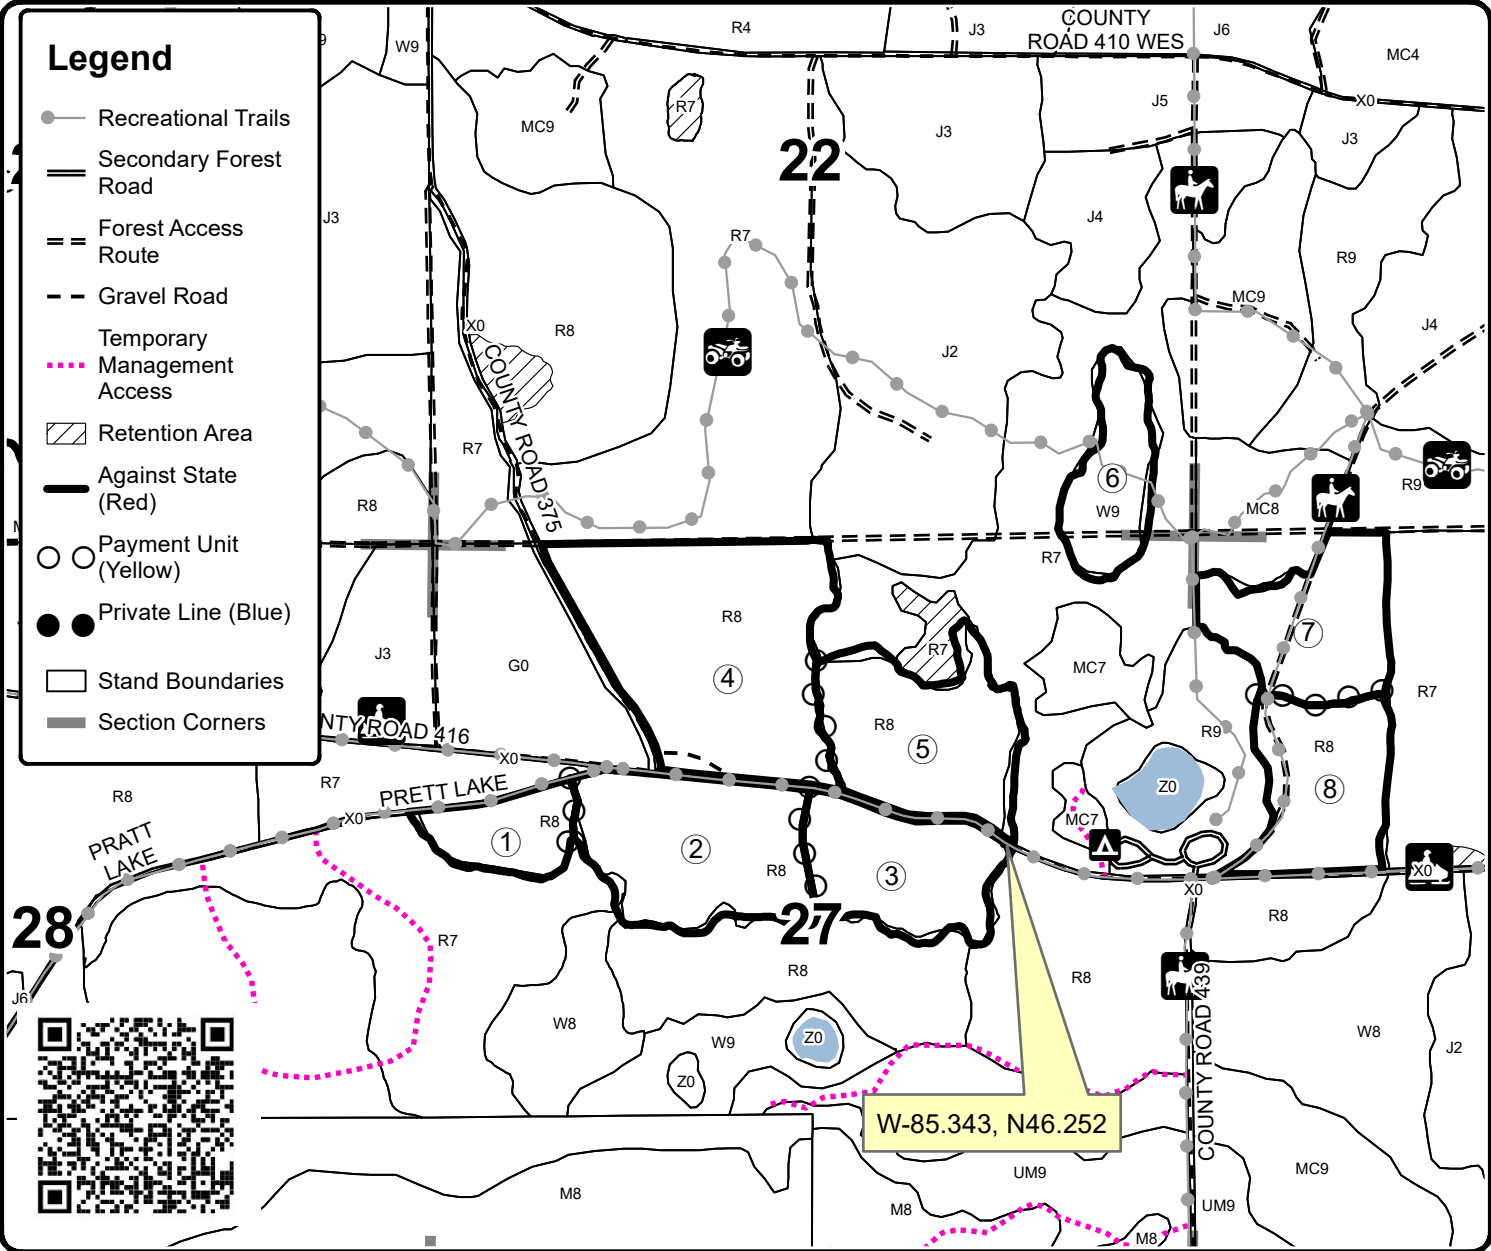 Legend
Recreational Trails
Secondary Forest
Road
Forest Access
Route
Gravel Road
Temporary
Management
Access
Retention Area
Against State
(Red)
Payment Unit
(Yellow)
Private Line (Blue)
Stand Boundaries
Section Corners
9
W9
R4
J3
COUNTY
ROAD 410 WES
J6
MC4
X0
MC9
R7
22
J3
J5
J3
J3
J4
R7
R9
MC9
J4
X0
R8
J2
COUNTY ROAD 375
R7
R8
6
W9
MC8
R9
R7
R8
7
J3
G0
4
R7
MC7
R7
R8
5
R9
R8
NTY ROAD 416
X0
Z0
8
R8
R7
PRETT LAKE
X0
PRATT
LAKE
R8
1
2
MC7
R8
3
X0
X0
28
27
R8
R7
R8
R8
J6
COUNTY ROAD 439
W8
W9
Z0
Z0
W8
J2
W-85.343, N46.252
UM9
MC9
M8
M8
UM9
M8